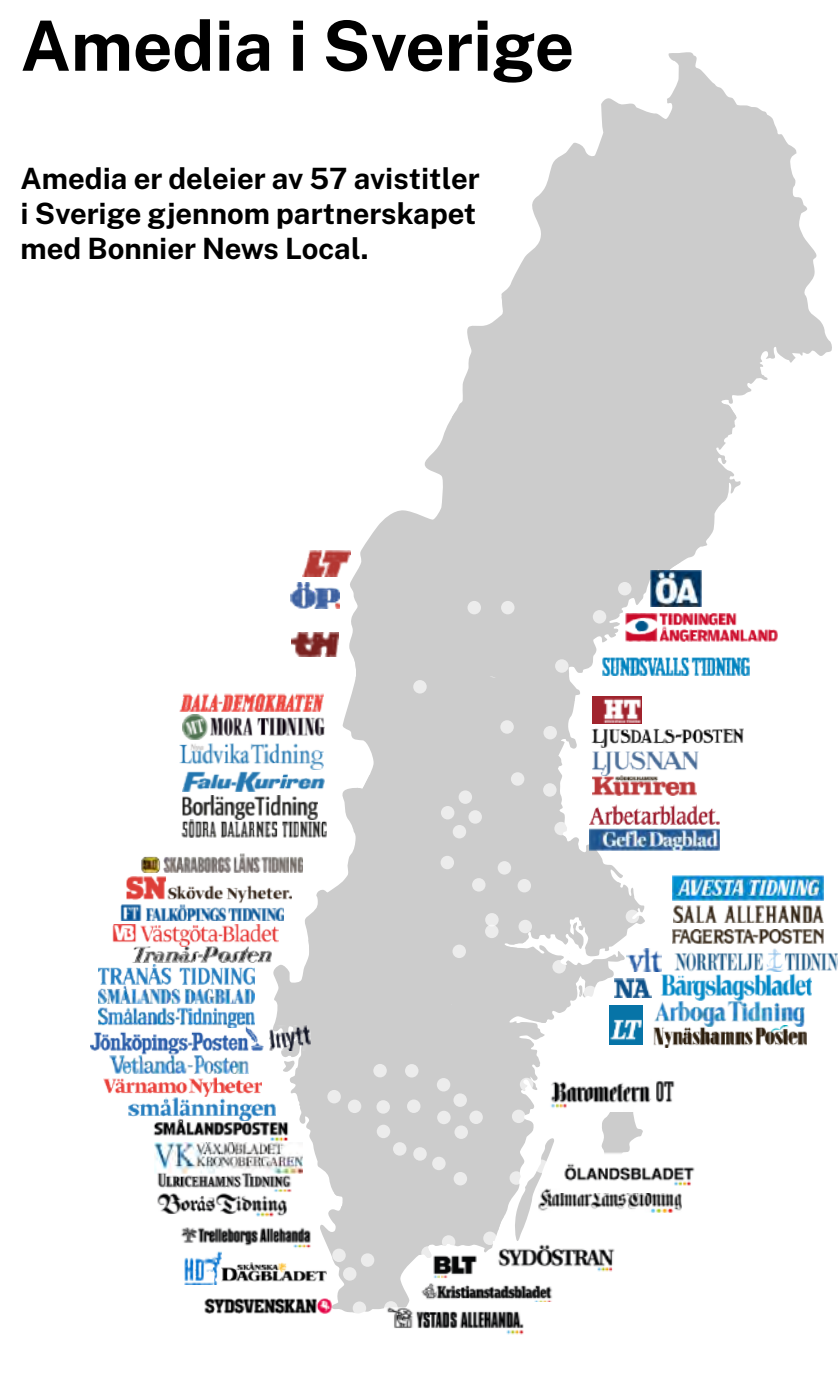 Amedia i Sverige
Amedia er deleier av 57 avistitler
i Sverige gjennom partnerskapet
med Bonnier News Local.
LT
ÖP.
tH
DALA-DEMOKRATEN
MT MORA TIDNING
Ludvika Tidning
Falu-Kuriren
BorlängeTidning
SÖDRA DALARNES TIDNING
SKARABORGS LÄNS TIDNING
SN Skövde Nyheter.
FT FALKÖPINGS TIDNING
VB Västgöta-Bladet
Tranås-Posten
TRANÅS TIDNING
SMÅLANDS DAGBLAD
Smålands-Tidningen
Jönköpings-Posten Jnytt
Vetlanda-Posten
Värnamo Nyheter
smålänningen
SMÅLANDSPOSTEN
VK VÄXJÖBLADET
KRONOBERGAREN
ULRICEHAMNS TIDNING
Borås Tidning
Trelleborgs Allehanda
HD SKÅNSKA
DAGBLADET
SYDSVENSKAN
ÖA
TIDNINGEN
ÅNGERMANLAND
SUNDSVALLS TIDNING
HT
LJUSDALS-POSTEN
LJUSNAN
Kuriren
Arbetarbladet.
Gefle Dagblad
AVESTA TIDNING
SALA ALLEHANDA
FAGERSTA-POSTEN
vlt NORRTELJE TIDNIN
NA Bärgslagsbladet
LT Arboga Tidning
Nynäshamns Posten
Barometern OT
ÖLANDSBLADET
Kalmar Läns Tidning
BLT SYDÖSTRAN
Kristianstadsbladet
YSTADS ALLEHANDA.